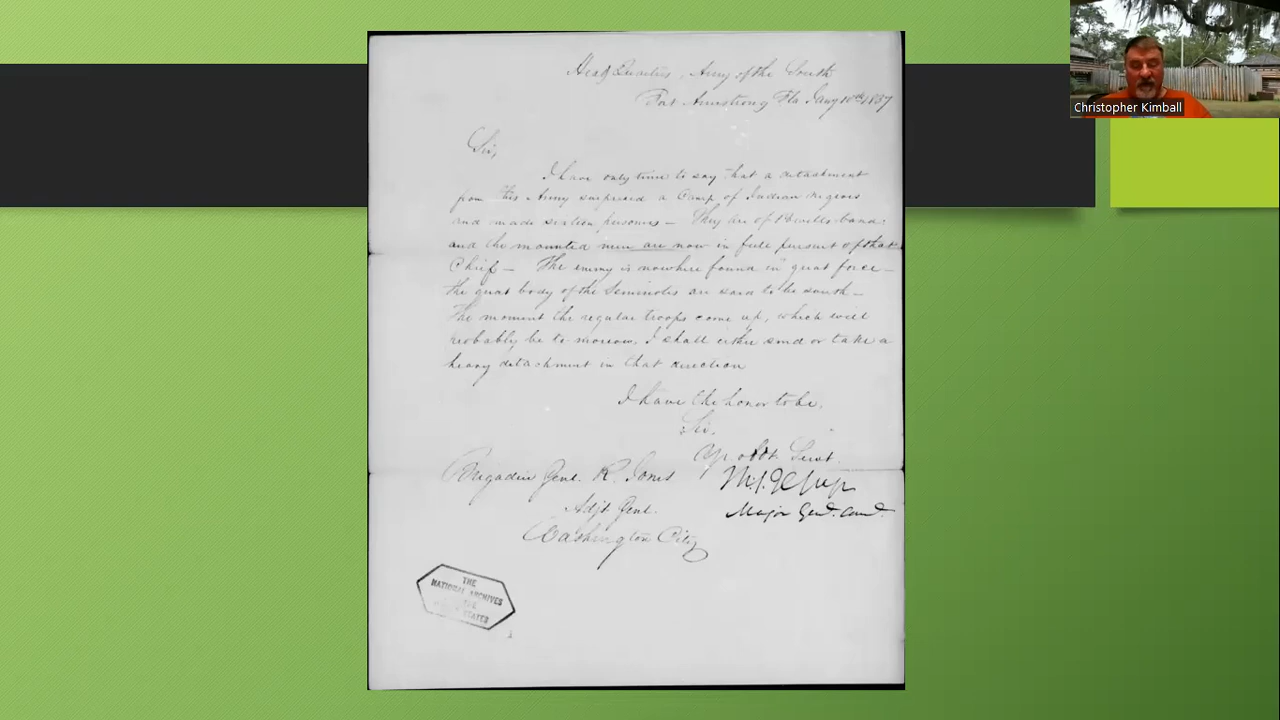 Head Quarters, Army of the South
Fort Armstrong Fla Jany 10th 1837
Christopher Kimball
Sir,
I have only time to say that a detachment
from this Army surprised a Camp of Indian negroes
and made sixteen prisoners – They are of Powells band:
and the mounted men are now in full pursuit of that
Chief – The enemy is nowhere found in great force –
the great body of the Seminoles are said to be south –
The moment the regular troops come up, which will
probably be to-morrow, I shall either send or take a
heavy detachment in that direction
I have the honor to be,
Sir,
Yr. obdt. Servt.
Brigadier Genl. R. Jones
Adjt Genl.
Washington City
Major Genl. Comd.
THE
NATIONAL ARCHIVES
STATES